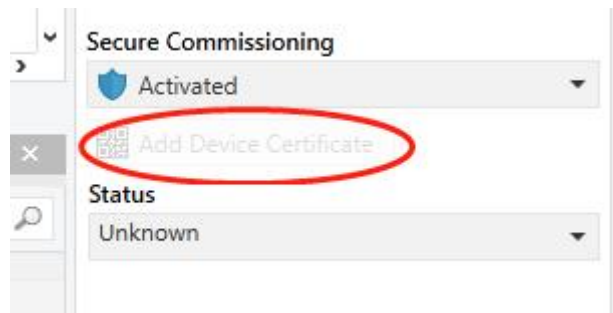 Secure Commissioning
Activated
Add Device Certificate
Status
Unknown